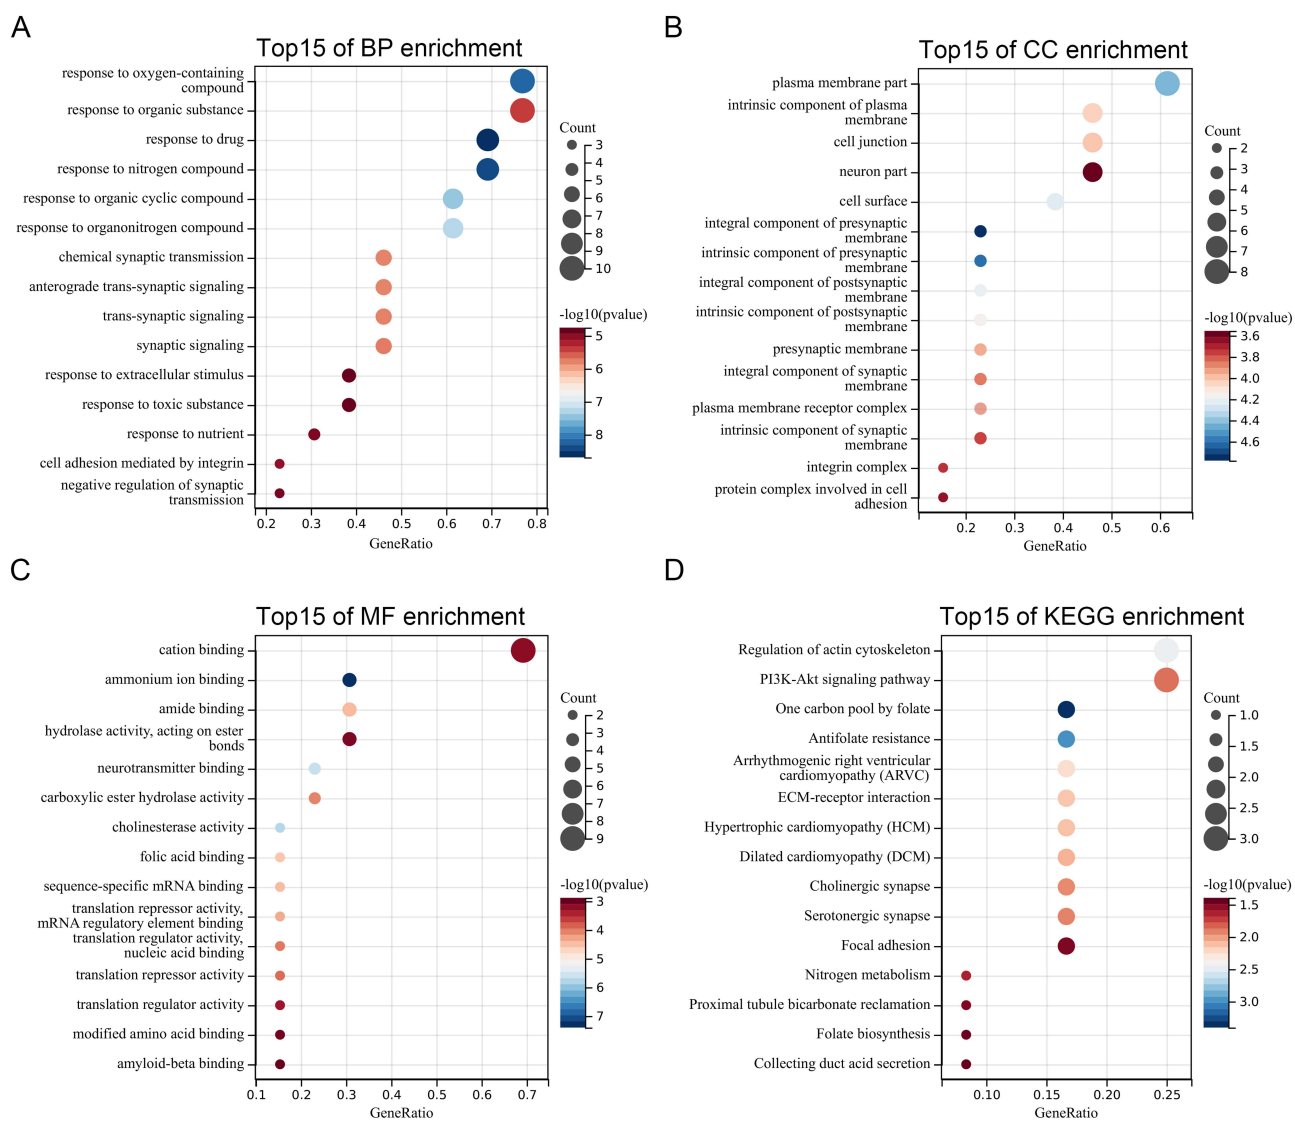 A
Top15 of BP enrichment
response to oxygen-containing
compound
response to organic substance
response to drug
response to nitrogen compound
response to organic cyclic compound
response to organonitrogen compound
chemical synaptic transmission
anterograde trans-synaptic signaling
trans-synaptic signaling
synaptic signaling
response to extracellular stimulus
response to toxic substance
response to nutrient
cell adhesion mediated by integrin
negative regulation of synaptic
transmission
0.2 0.3 0.4 0.5 0.6 0.7 0.8
GeneRatio
Count
3
4
5
6
7
8
9
10
-log10(pvalue)
5
6
7
8
B
Top15 of CC enrichment
plasma membrane part
intrinsic component of plasma
membrane
cell junction
neuron part
cell surface
integral component of presynaptic
membrane
intrinsic component of presynaptic
membrane
integral component of postsynaptic
membrane
intrinsic component of postsynaptic
membrane
presynaptic membrane
integral component of synaptic
membrane
plasma membrane receptor complex
intrinsic component of synaptic
membrane
integrin complex
protein complex involved in cell
adhesion
0.2 0.3 0.4 0.5 0.6
GeneRatio
Count
2
3
4
5
6
7
8
-log10(pvalue)
3.6
3.8
4.0
4.2
4.4
4.6
C
Top15 of MF enrichment
cation binding
ammonium ion binding
amide binding
hydrolase activity, acting on ester
bonds
neurotransmitter binding
carboxylic ester hydrolase activity
cholinesterase activity
folic acid binding
sequence-specific mRNA binding
translation repressor activity,
mRNA regulatory element binding
translation regulator activity,
nucleic acid binding
translation repressor activity
translation regulator activity
modified amino acid binding
amyloid-beta binding
0.1 0.2 0.3 0.4 0.5 0.6 0.7
GeneRatio
Count
2
3
4
5
6
7
8
9
-log10(pvalue)
3
4
5
6
7
D
Top15 of KEGG enrichment
Regulation of actin cytoskeleton
PI3K-Akt signaling pathway
One carbon pool by folate
Antifolate resistance
Arrhythmogenic right ventricular
cardiomyopathy (ARVC)
ECM-receptor interaction
Hypertrophic cardiomyopathy (HCM)
Dilated cardiomyopathy (DCM)
Cholinergic synapse
Serotonergic synapse
Focal adhesion
Nitrogen metabolism
Proximal tubule bicarbonate reclamation
Folate biosynthesis
Collecting duct acid secretion
0.10 0.15 0.20 0.25
GeneRatio
Count
1.0
1.5
2.0
2.5
3.0
-log10(pvalue)
1.5
2.0
2.5
3.0